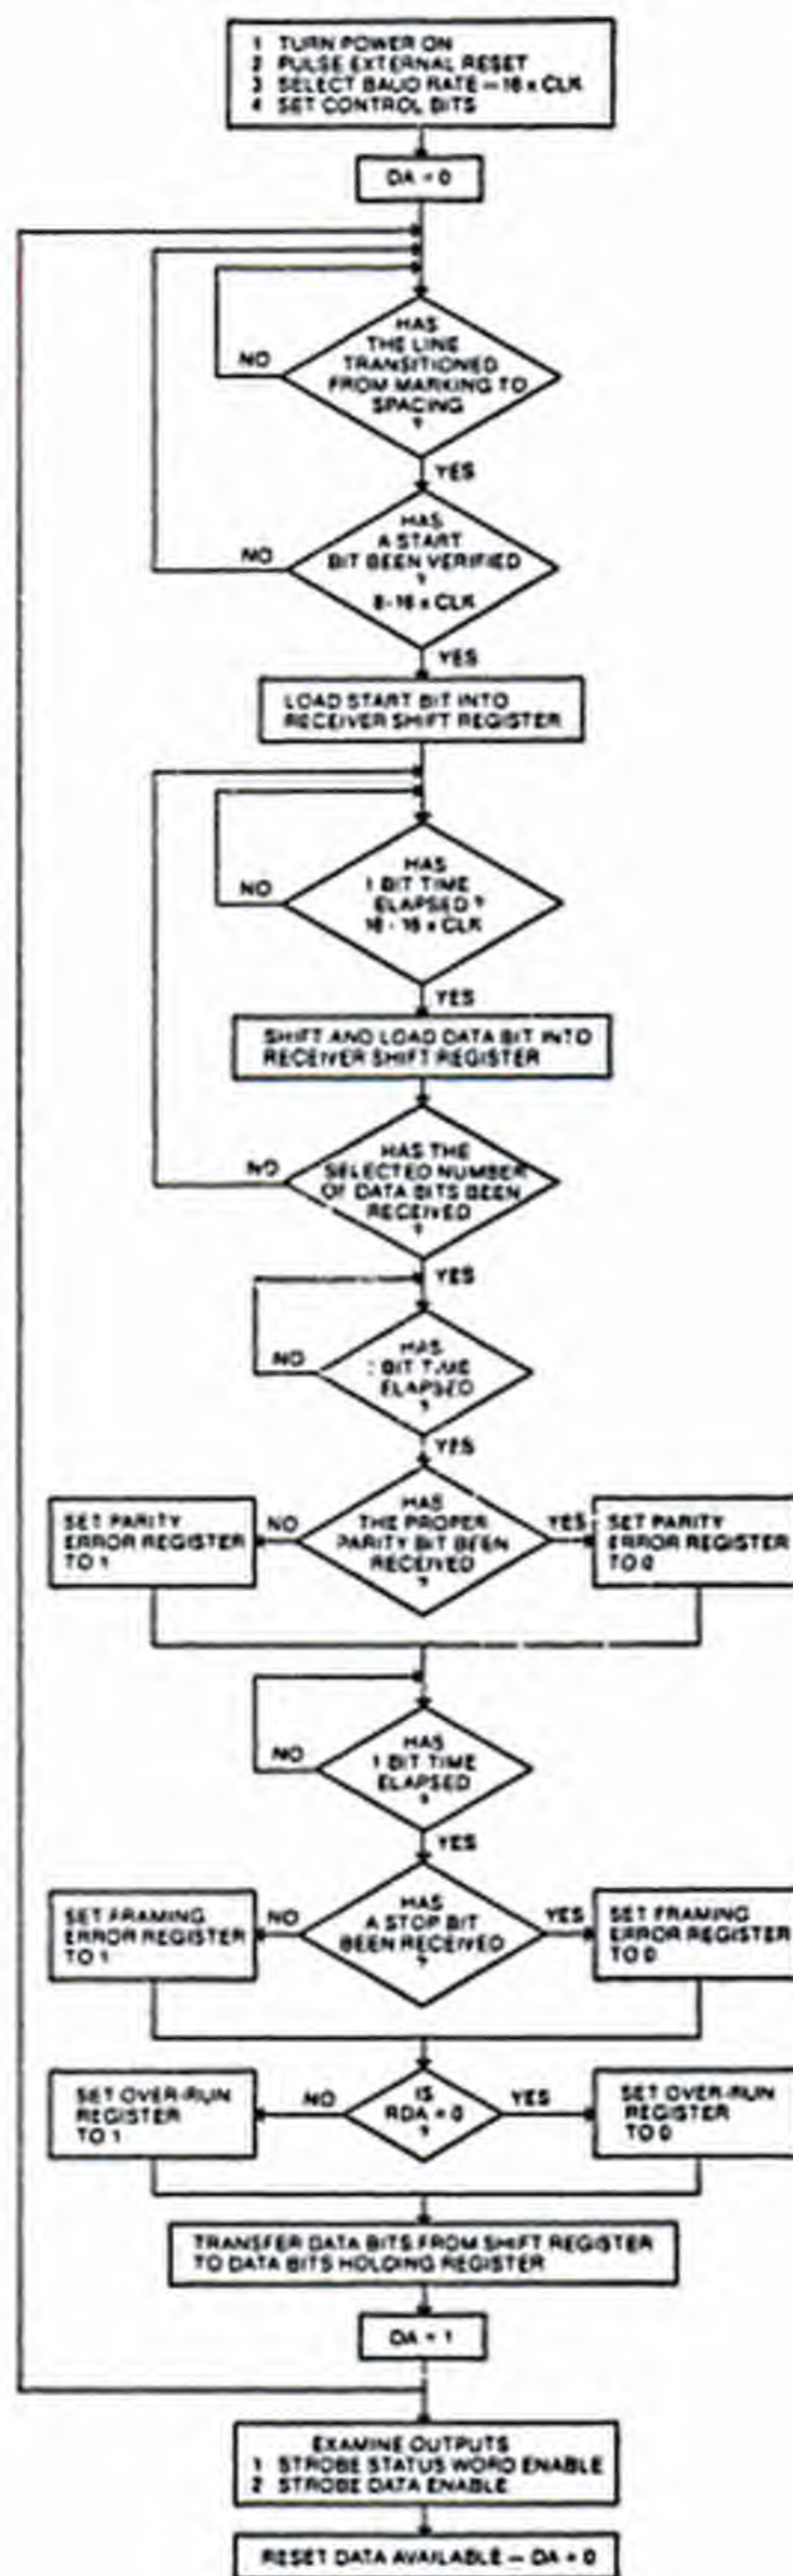 1 TURN POWER ON
2 PULSE EXTERNAL RESET
3 SELECT BAUD RATE — 16 x CLK
4 SET CONTROL BITS
DA = 0
HAS
THE LINE
TRANSITIONED
FROM MARKING TO
SPACING
?
NO
YES
HAS
A START
BIT BEEN VERIFIED
?
8-16 x CLK
NO
YES
LOAD START BIT INTO
RECEIVER SHIFT REGISTER
HAS
1 BIT TIME
ELAPSED ?
16 - 16 x CLK
NO
YES
SHIFT AND LOAD DATA BIT INTO
RECEIVER SHIFT REGISTER
HAS THE
SELECTED NUMBER
OF DATA BITS BEEN
RECEIVED
?
NO
YES
HAS
1 BIT TIME
ELAPSED
?
NO
YES
HAS
THE PROPER
PARITY BIT BEEN
RECEIVED
?
NO
YES
SET PARITY
ERROR REGISTER
TO 1
SET PARITY
ERROR REGISTER
TO 0
HAS
1 BIT TIME
ELAPSED
?
NO
YES
HAS
A STOP BIT
BEEN RECEIVED
?
NO
YES
SET FRAMING
ERROR REGISTER
TO 1
SET FRAMING
ERROR REGISTER
TO 0
IS
RDA = 0
?
NO
YES
SET OVER-RUN
REGISTER
TO 1
SET OVER-RUN
REGISTER
TO 0
TRANSFER DATA BITS FROM SHIFT REGISTER
TO DATA BITS HOLDING REGISTER
DA = 1
EXAMINE OUTPUTS
1 STROBE STATUS WORD ENABLE
2 STROBE DATA ENABLE
RESET DATA AVAILABLE — DA = 0